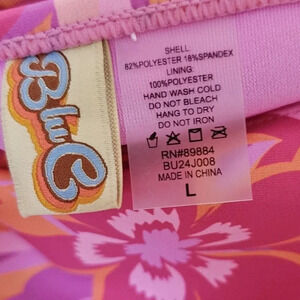 Blu C
SHELL
82%POLYESTER 18%SPANDEX
LINING:
100%POLYESTER
HAND WASH COLD
DO NOT BLEACH
HANG TO DRY
DO NOT IRON
RN#89884
BU24J008
MADE IN CHINA
L